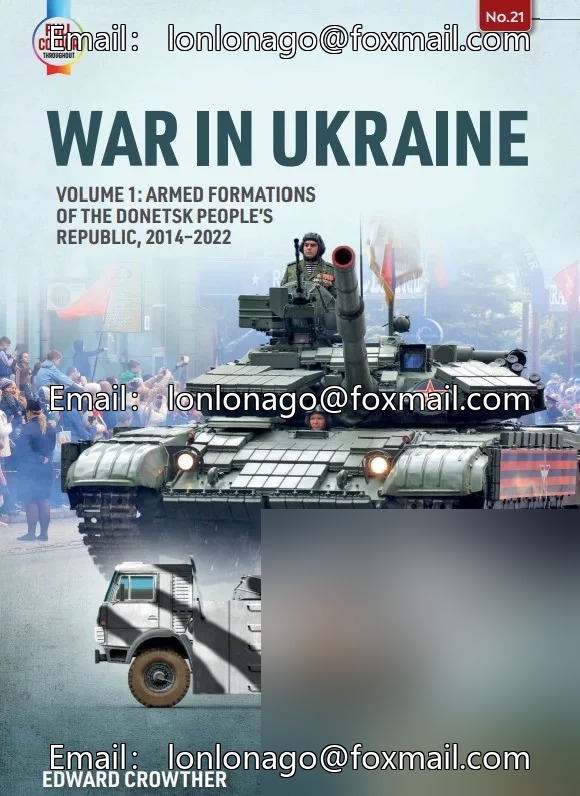 No.21
THROUGHOUT
Email： lonlonago@foxmail.com
WAR IN UKRAINE
VOLUME 1: ARMED FORMATIONS
OF THE DONETSK PEOPLE'S
REPUBLIC, 2014–2022
Email： lonlonago@foxmail.com
Email： lonlonago@foxmail.com
EDWARD CROWTHER